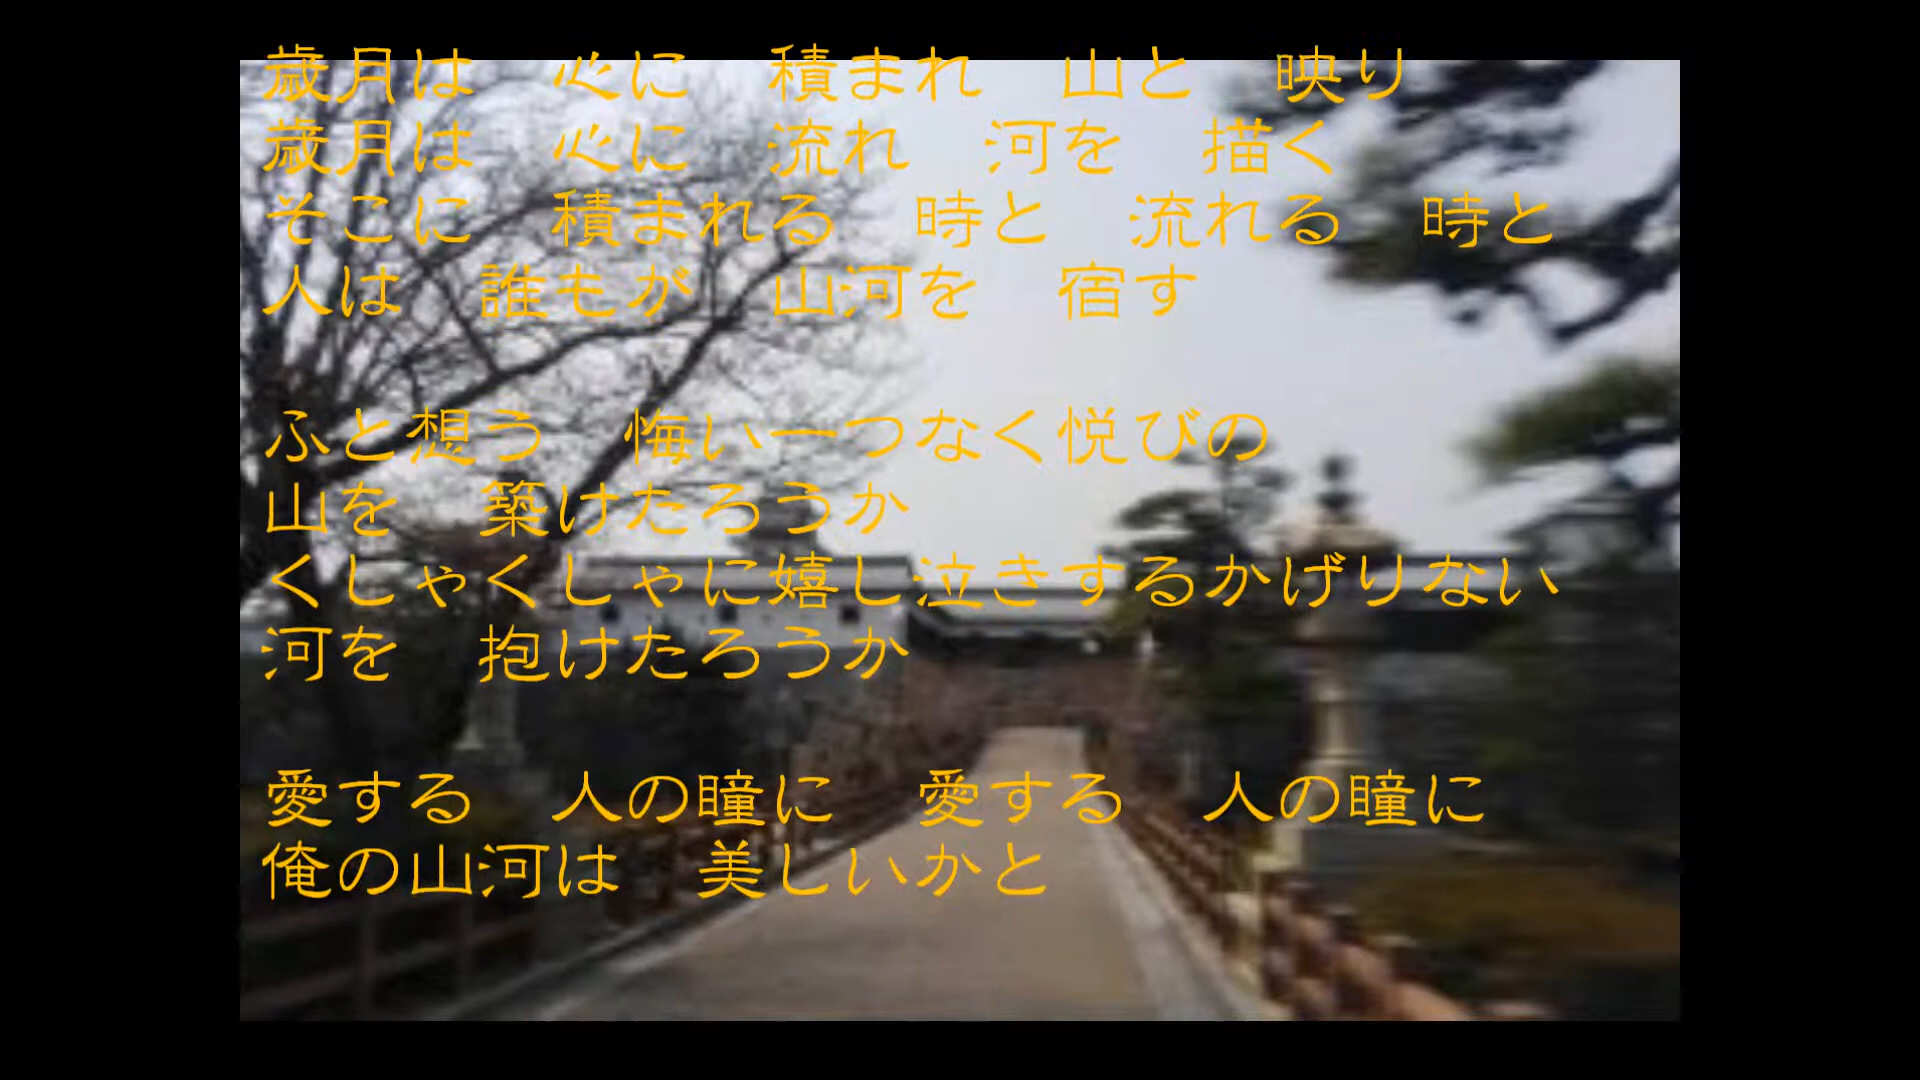 歳月は　心に　積まれ　山と　映り
歳月は　心に　流れ　河を　描く
そこに　積まれる　時と　流れる　時と
人は　誰もが　山河を　宿す
ふと想う　悔い一つなく悦びの
山を　築けたろうか
くしゃくしゃに嬉し泣きするかげりない
河を　抱けたろうか
愛する　人の瞳に　愛する　人の瞳に
俺の山河は　美しいかと